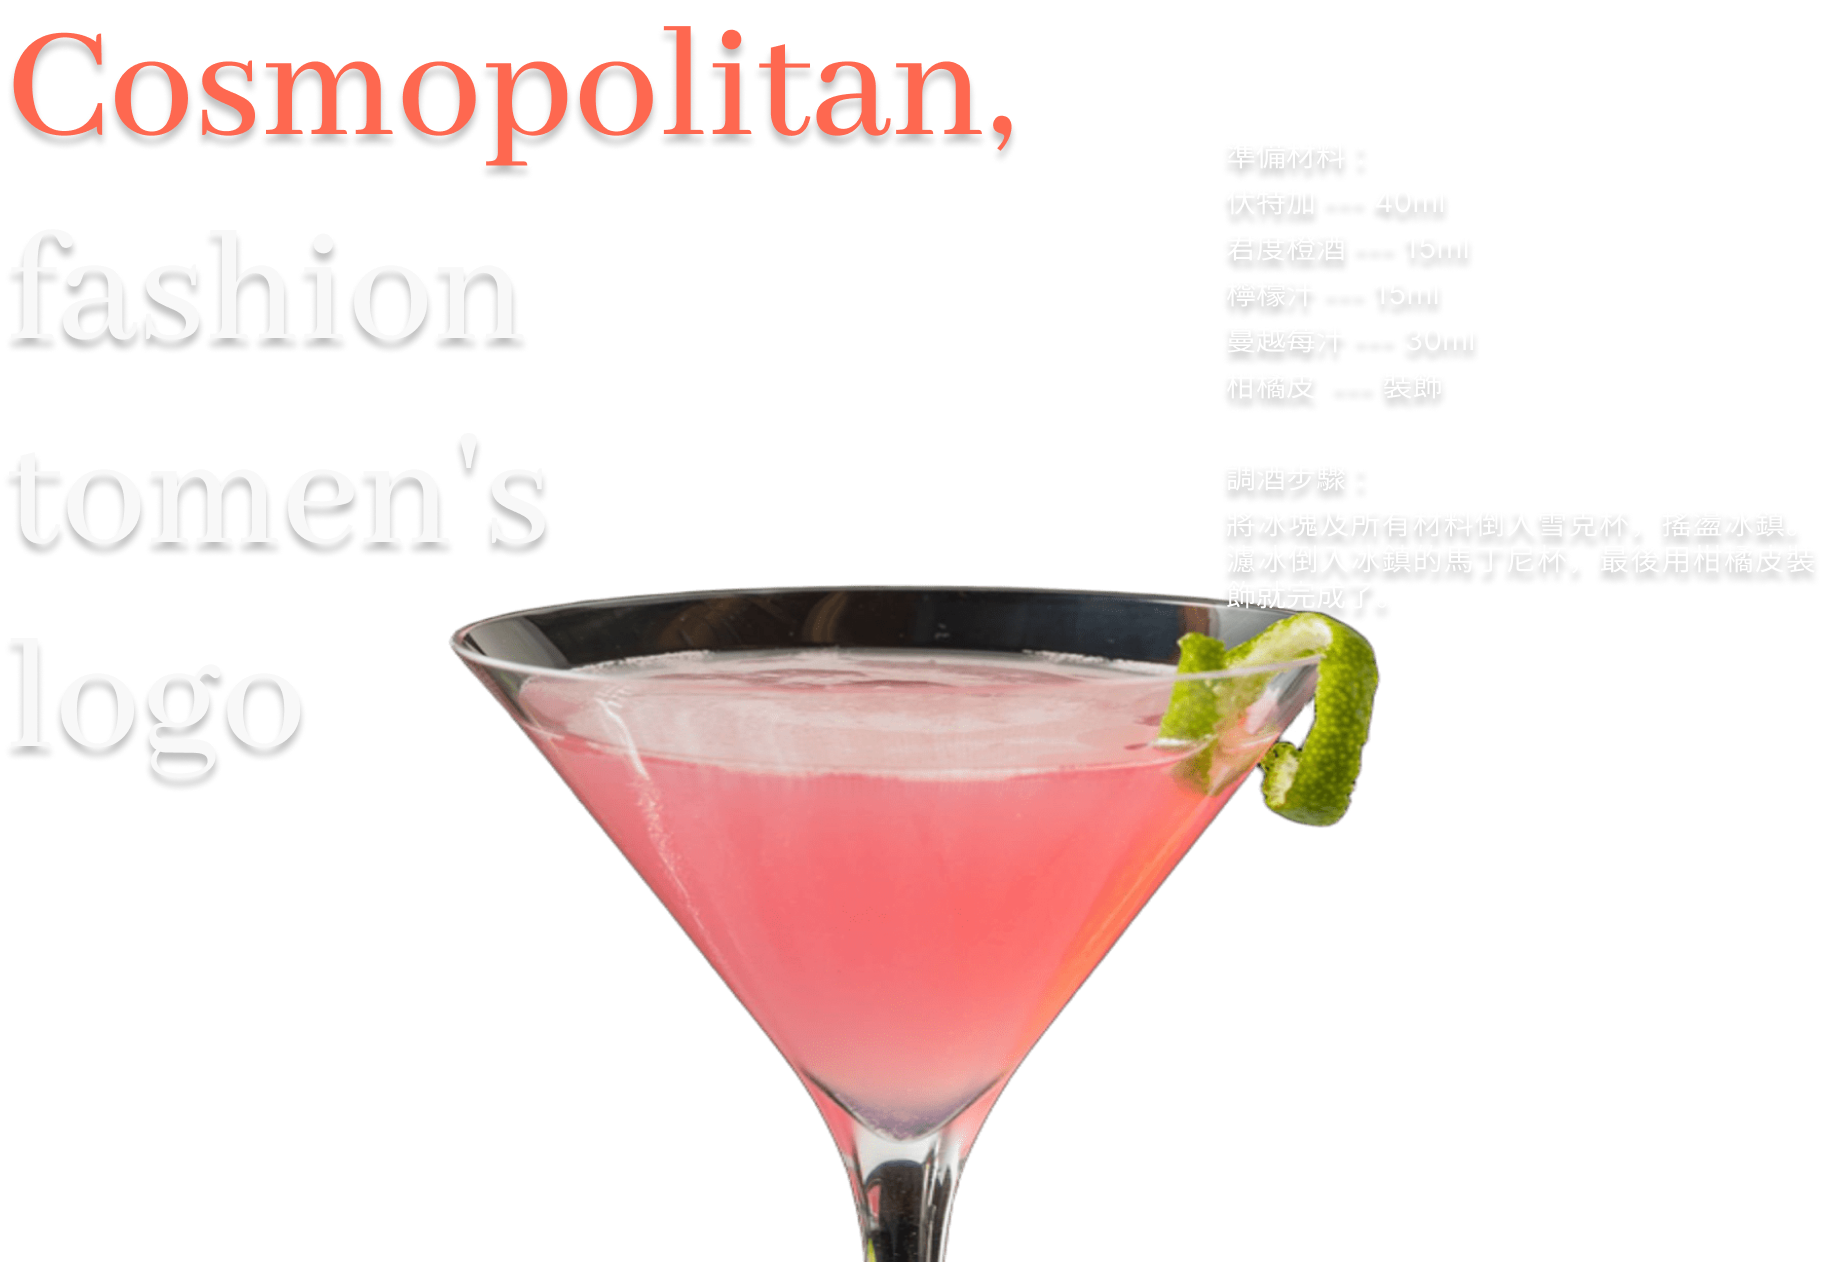 Cosmopolitan,
fashion
tomen's
logo
準備材料：
伏特加 --- 40ml
君度橙酒 --- 15ml
檸檬汁 --- 15ml
曼越莓汁 --- 30ml
柑橘皮 --- 裝飾
調酒步驟：
將冰塊及所有材料倒入雪克杯，搖盪冰鎮。
濾冰倒入冰鎮的馬丁尼杯，最後用柑橘皮裝
飾就完成了。